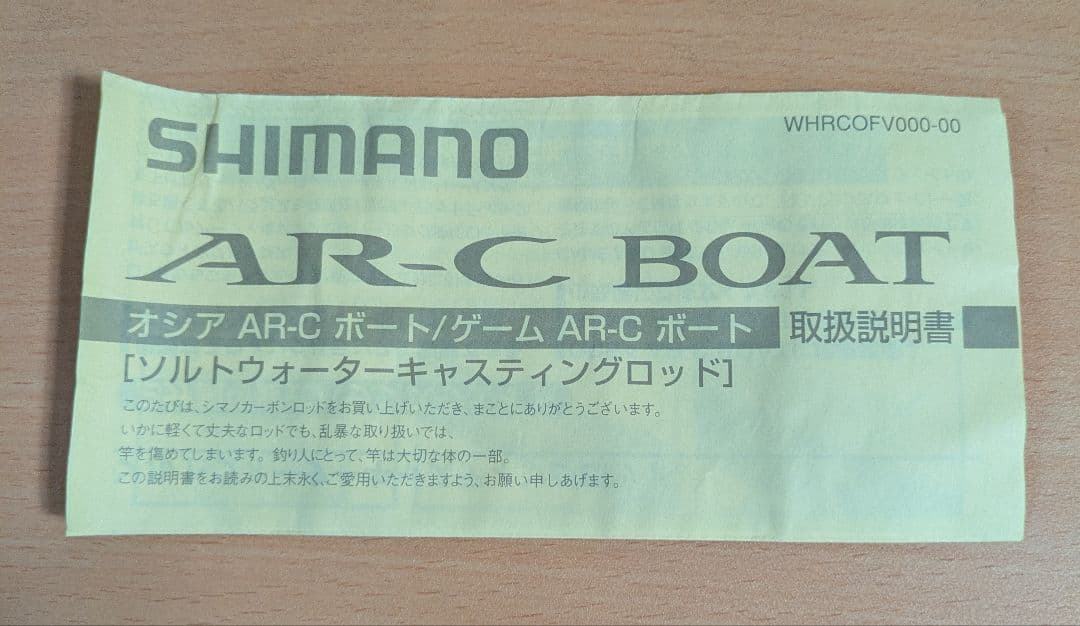 SHIMANO
WHRCOFV000-00
AR-C BOAT
オシア AR-C ボート/ゲーム AR-C ボート 取扱説明書
[ソルトウォーターキャスティングロッド]
このたびは、シマノカーボンロッドをお買い上げいただき、まことにありがとうございます。
いかに軽くて丈夫なロッドでも、乱暴な取り扱いでは、
竿を傷めてしまいます。釣り人にとって、竿は大切な体の一部。
この説明書をお読みの上末永く、ご愛用いただきますよう、お願い申しあげます。